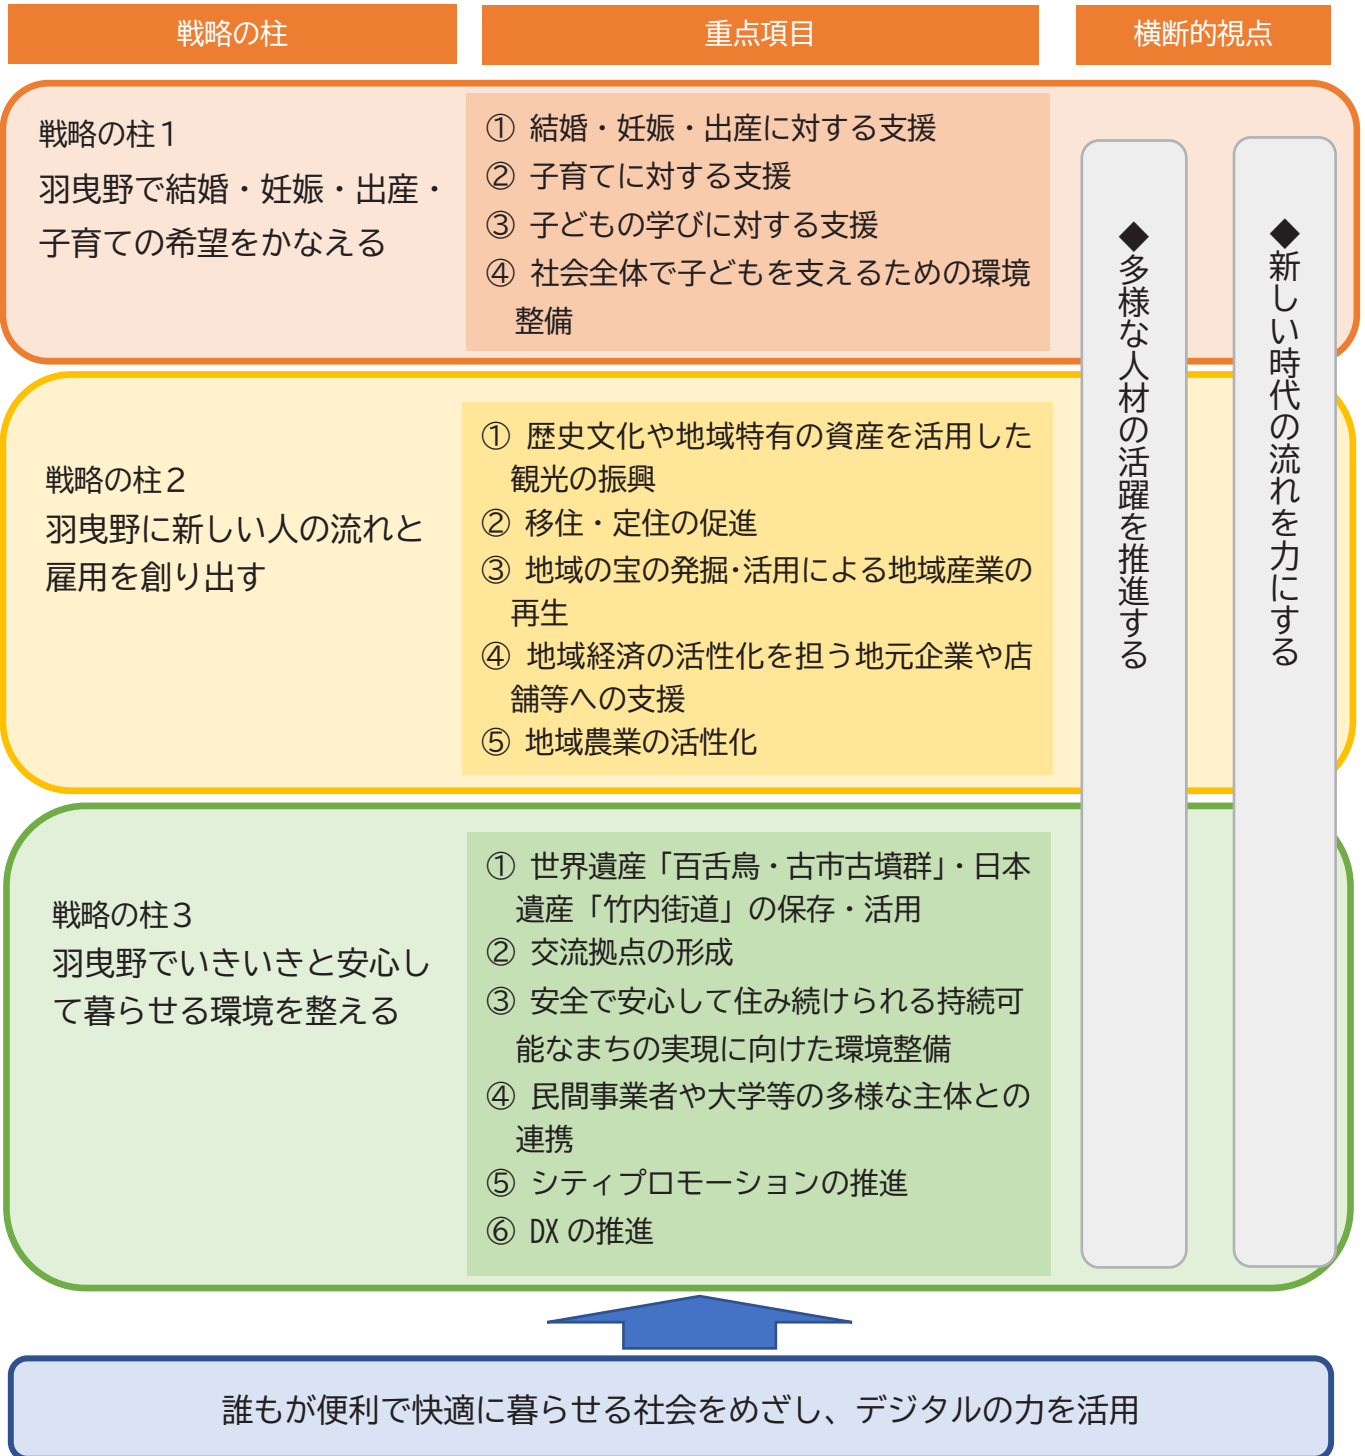 戦略の柱
重点項目
横断的視点
戦略の柱1
羽曳野で結婚・妊娠・出産・
子育ての希望をかなえる
① 結婚・妊娠・出産に対する支援
② 子育てに対する支援
③ 子どもの学びに対する支援
④ 社会全体で子どもを支えるための環境
整備
戦略の柱2
羽曳野に新しい人の流れと
雇用を創り出す
① 歴史文化や地域特有の資産を活用した
観光の振興
② 移住・定住の促進
③ 地域の宝の発掘・活用による地域産業の
再生
④ 地域経済の活性化を担う地元企業や店
舗等への支援
⑤ 地域農業の活性化
戦略の柱3
羽曳野でいきいきと安心し
て暮らせる環境を整える
① 世界遺産「百舌鳥・古市古墳群」・日本
遺産「竹内街道」の保存・活用
② 交流拠点の形成
③ 安全で安心して住み続けられる持続可
能なまちの実現に向けた環境整備
④ 民間事業者や大学等の多様な主体との
連携
⑤ シティプロモーションの推進
⑥ DXの推進
◆多様な人材の活躍を推進する
◆新しい時代の流れを力にする
誰もが便利で快適に暮らせる社会をめざし、デジタルの力を活用